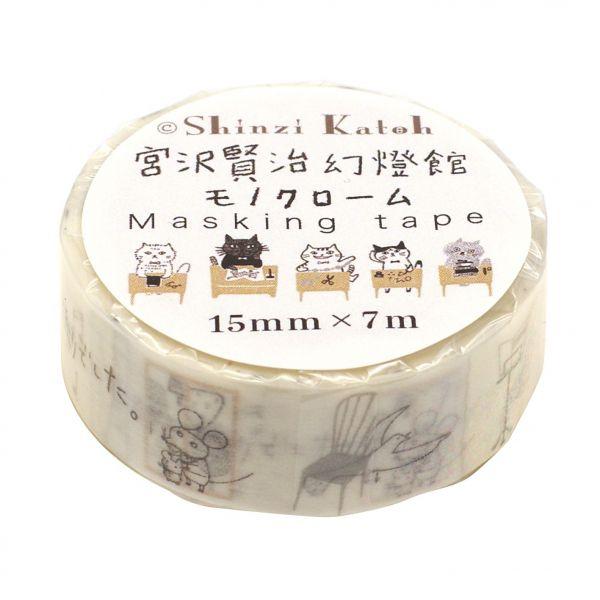 ©Shinzi Katoh
宮沢賢治幻燈館
モノクローム
Masking tape
15mm×7m
した。